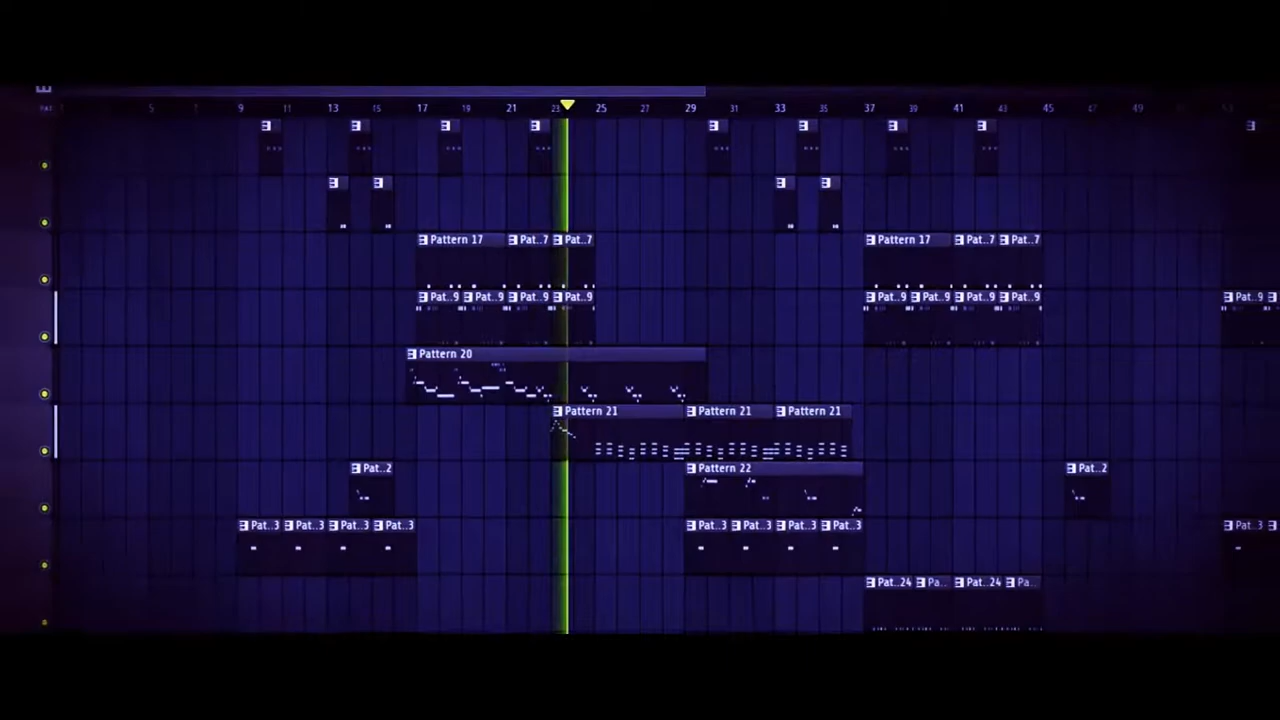 5 9 11 13 15 17 19 21 23 25 27 29 31 33 35 37 39 41 43 45 47 49
Pattern 17 Pat..7 Pat..7 Pattern 17 Pat..7 Pat..7
Pat..9 Pat..9 Pat..9 Pat..9 Pat..9 Pat..9 Pat..9 Pat..9 Pat..9
Pattern 20
Pattern 21 Pattern 21 Pattern 21
Pat..2 Pattern 22 Pat..2
Pat..3 Pat..3 Pat..3 Pat..3 Pat..3 Pat..3 Pat..3 Pat..3 Pat..3
Pat..24 Pa.. Pat..24 Pa..